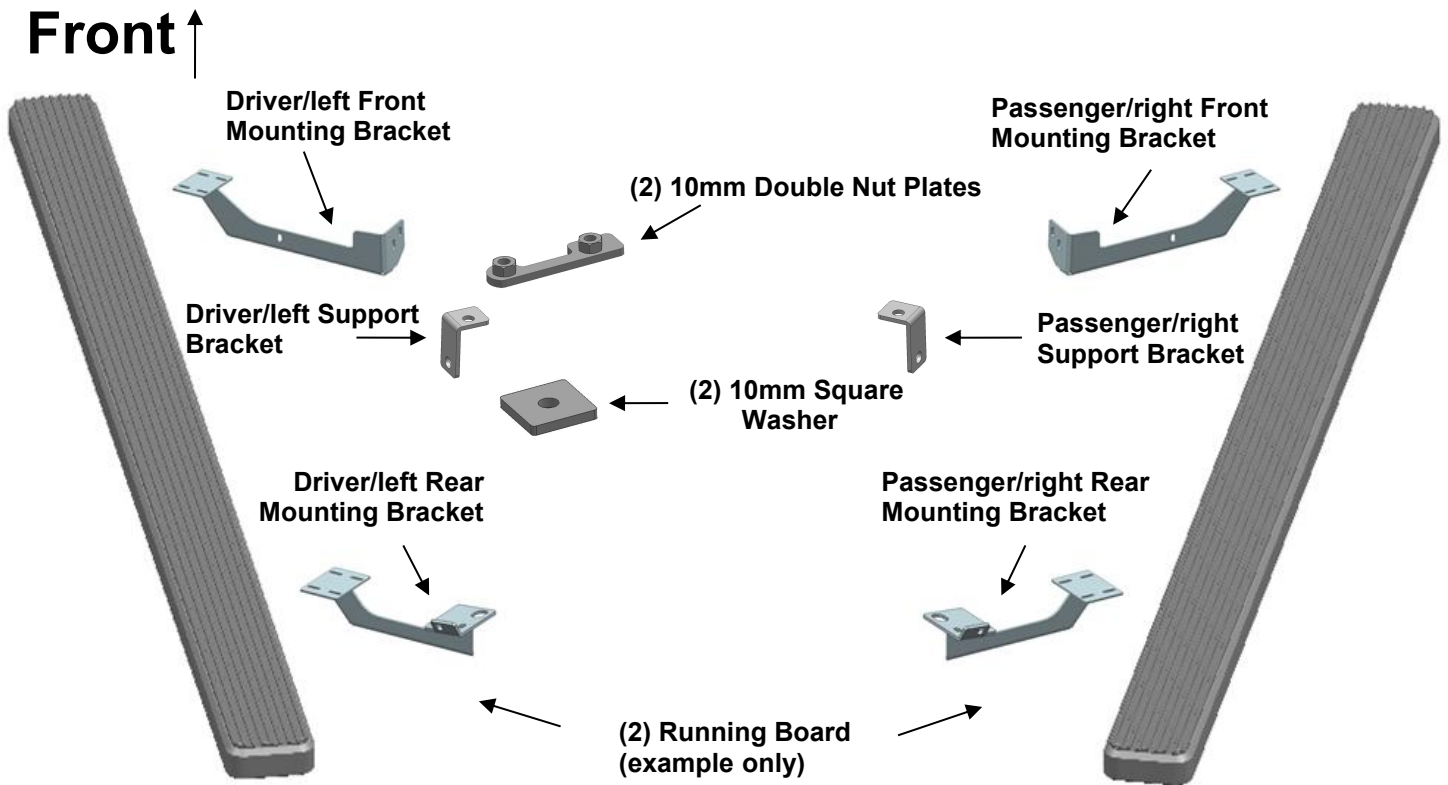 Front
Driver/left Front
Mounting Bracket
Passenger/right Front
Mounting Bracket
(2) 10mm Double Nut Plates
Driver/left Support
Bracket
Passenger/right
Support Bracket
(2) 10mm Square
Washer
Driver/left Rear
Mounting Bracket
Passenger/right Rear
Mounting Bracket
(2) Running Board
(example only)